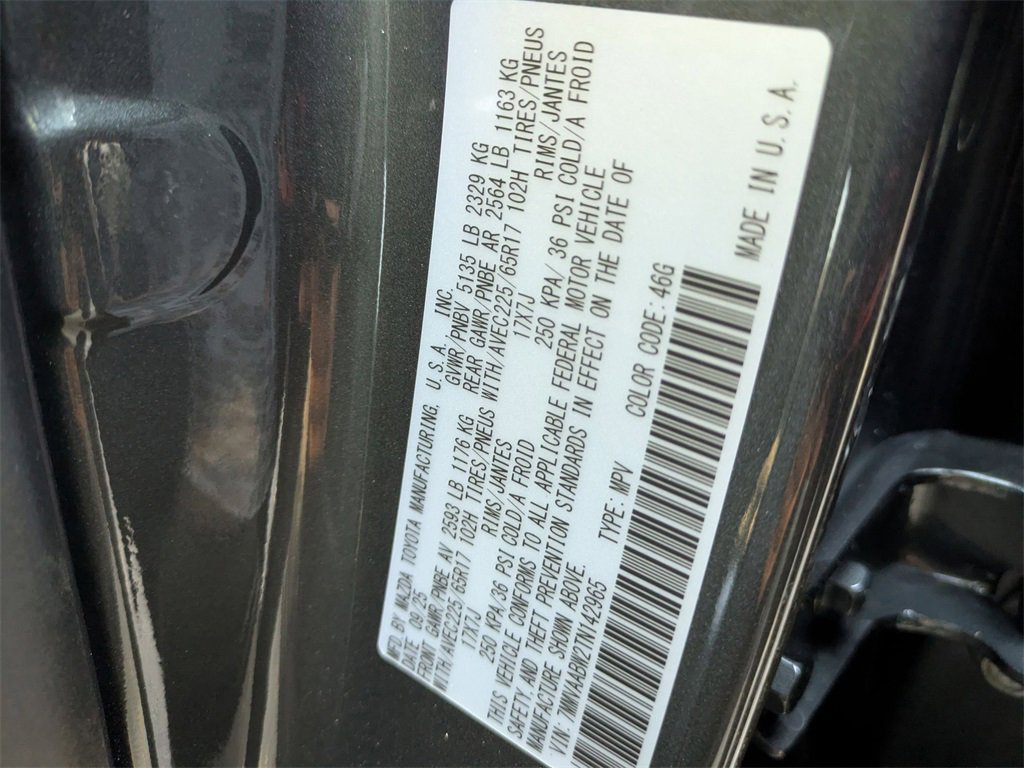 MFD. BY MAZDA TOYOTA MANUFACTURING, U.S.A., INC.
DATE 09/25 GVWR/PNBV 5135 LB 2329 KG
FRONT GAWR/PNBE AV 2593 LB 1176 KG REAR GAWR/PNBE AR 2564 LB 1163 KG
WITH/AVEC225/65R17 102H TIRES/PNEUS WITH/AVEC225/65R17 102H TIRES/PNEUS
17X7J RIMS/JANTES 17X7J RIMS/JANTES
250 KPA/36 PSI COLD/A FROID 250 KPA/ 36 PSI COLD/A FROID
THIS VEHICLE CONFORMS TO ALL APPLICABLE FEDERAL MOTOR VEHICLE
SAFETY AND THEFT PREVENTION STANDARDS IN EFFECT ON THE DATE OF
MANUFACTURE SHOWN ABOVE.
VIN: 7MMVAABW2TN142965 TYPE: MPV COLOR CODE: 46G
MADE IN U.S.A.